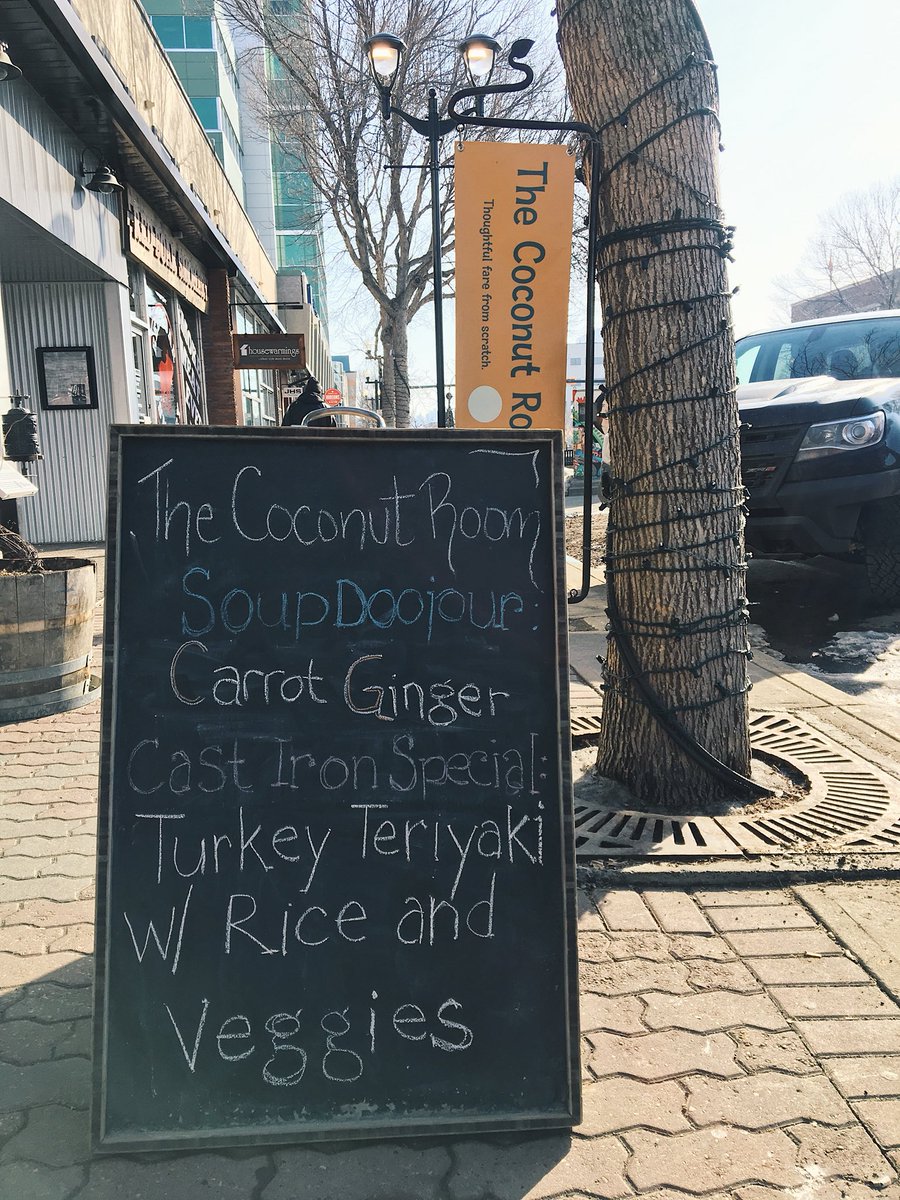 The Coconut Ro
Thoughtful fare from scratch.
housewarmings
The Coconut Room
Soup Doojour:
Carrot Ginger
Cast Iron Special:
Turkey Teriyaki
W/ Rice and
Veggies